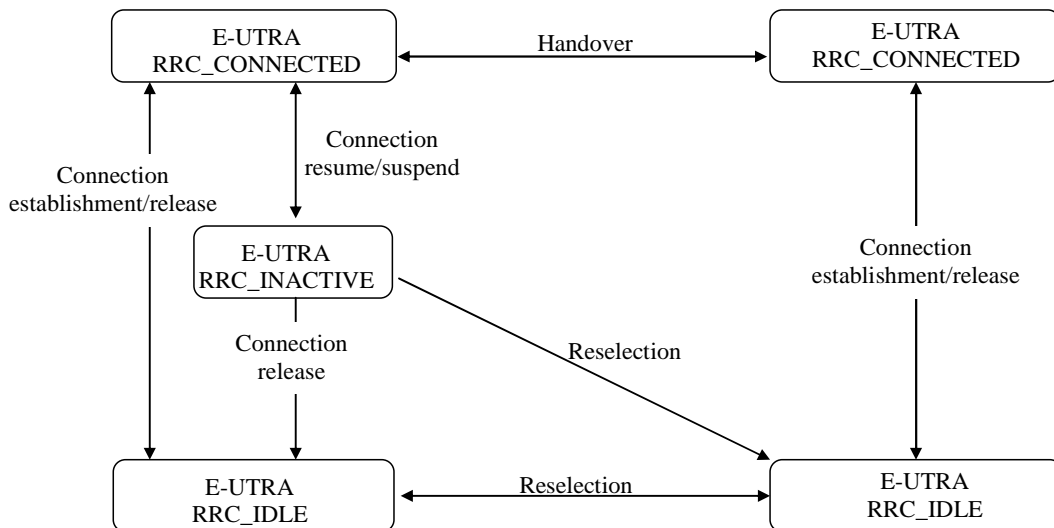 E-UTRA
RRC_CONNECTED
Handover
E-UTRA
RRC_CONNECTED
Connection
resume/suspend
Connection
establishment/release
E-UTRA
RRC_INACTIVE
Connection
establishment/release
Connection
release
Reselection
E-UTRA
RRC_IDLE
Reselection
E-UTRA
RRC_IDLE